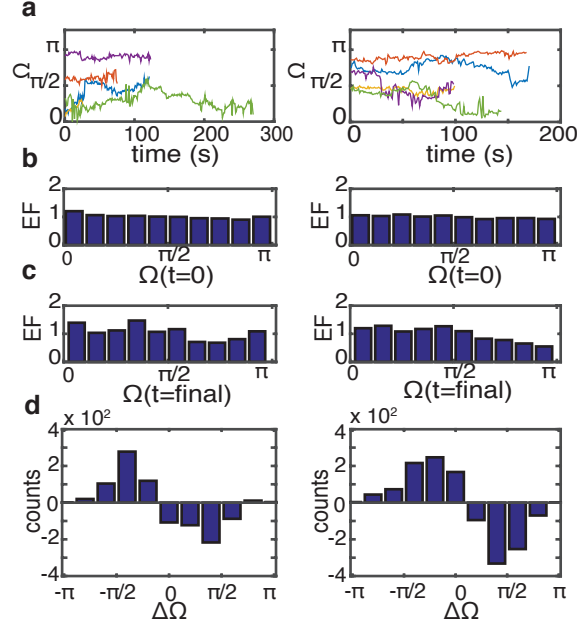 a
π
π
Ω
π/2
Ω
π/2
0
0
0 100 200 300
0 100 200
time (s)
time (s)
b
2
2
EF
1
EF
1
0
0
0 π/2 π
0 π/2 π
Ω(t=0)
Ω(t=0)
c
2
2
EF
1
EF
1
0
0
0 π/2 π
0 π/2 π
Ω(t=final)
Ω(t=final)
d
x 10²
x 10²
4
4
2
2
counts
0
counts
0
-2
-2
-4
-4
-π -π/2 0 π/2 π
-π -π/2 0 π/2 π
ΔΩ
ΔΩ